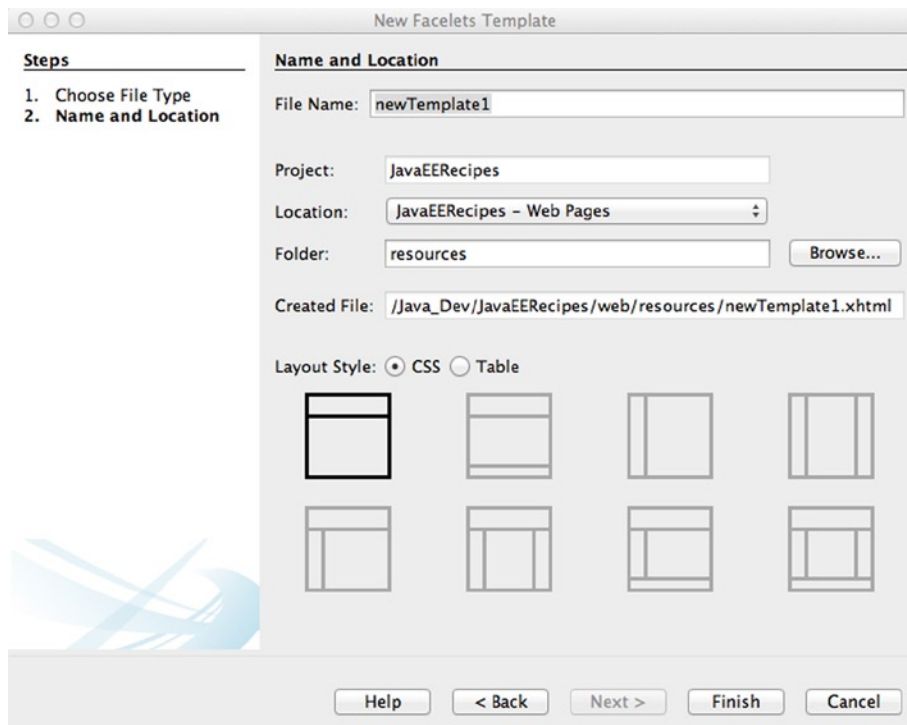 New Facelets Template
Steps
1. Choose File Type
2. Name and Location
Name and Location
File Name: newTemplate1
Project: JavaEERecipes
Location: JavaEERecipes - Web Pages
Folder: resources Browse...
Created File: /Java_Dev/JavaEERecipes/web/resources/newTemplate1.xhtml
Layout Style: CSS Table
Help < Back Next > Finish Cancel